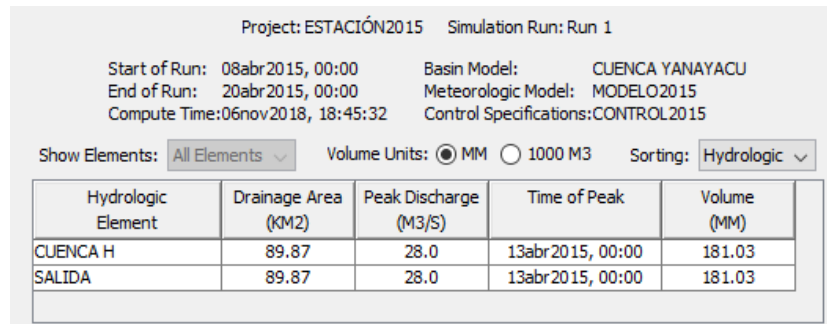 Project: ESTACIÓN2015 Simulation Run: Run 1
Start of Run: 08abr2015, 00:00 Basin Model: CUENCA YANAYACU
End of Run: 20abr2015, 00:00 Meteorologic Model: MODELO2015
Compute Time:06nov2018, 18:45:32 Control Specifications:CONTROL2015
Show Elements: All Elements Volume Units: MM 1000 M3 Sorting: Hydrologic
Hydrologic Element Drainage Area (KM2) Peak Discharge (M3/S) Time of Peak Volume (MM)
CUENCA H 89.87 28.0 13abr2015, 00:00 181.03
SALIDA 89.87 28.0 13abr2015, 00:00 181.03